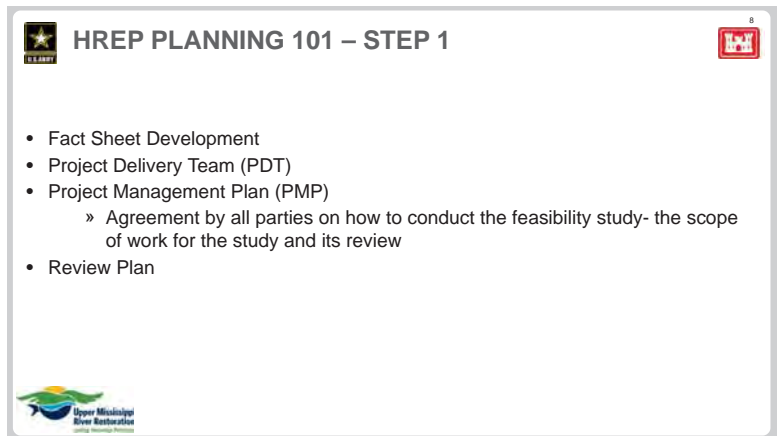 8
HREP PLANNING 101 – STEP 1
U.S.ARMY
• Fact Sheet Development
• Project Delivery Team (PDT)
• Project Management Plan (PMP)
» Agreement by all parties on how to conduct the feasibility study- the scope
of work for the study and its review
• Review Plan
Upper Mississippi
River Restoration